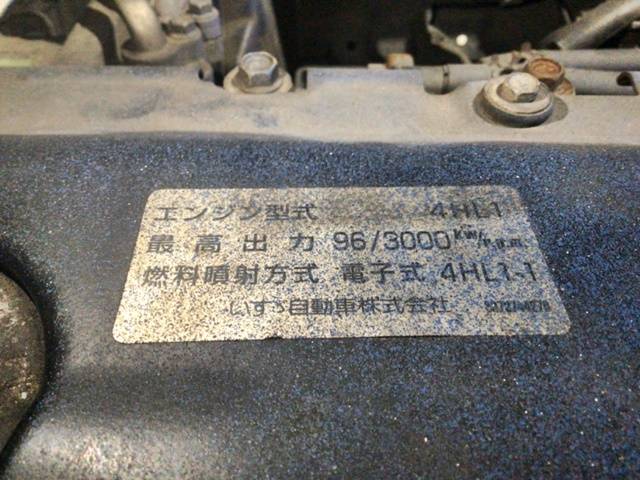 エンジン型式 4HL1
最高出力 96/3000 KW/r.p.m.
燃料噴射方式 電子式 4HL1-1
いすゞ自動車株式会社